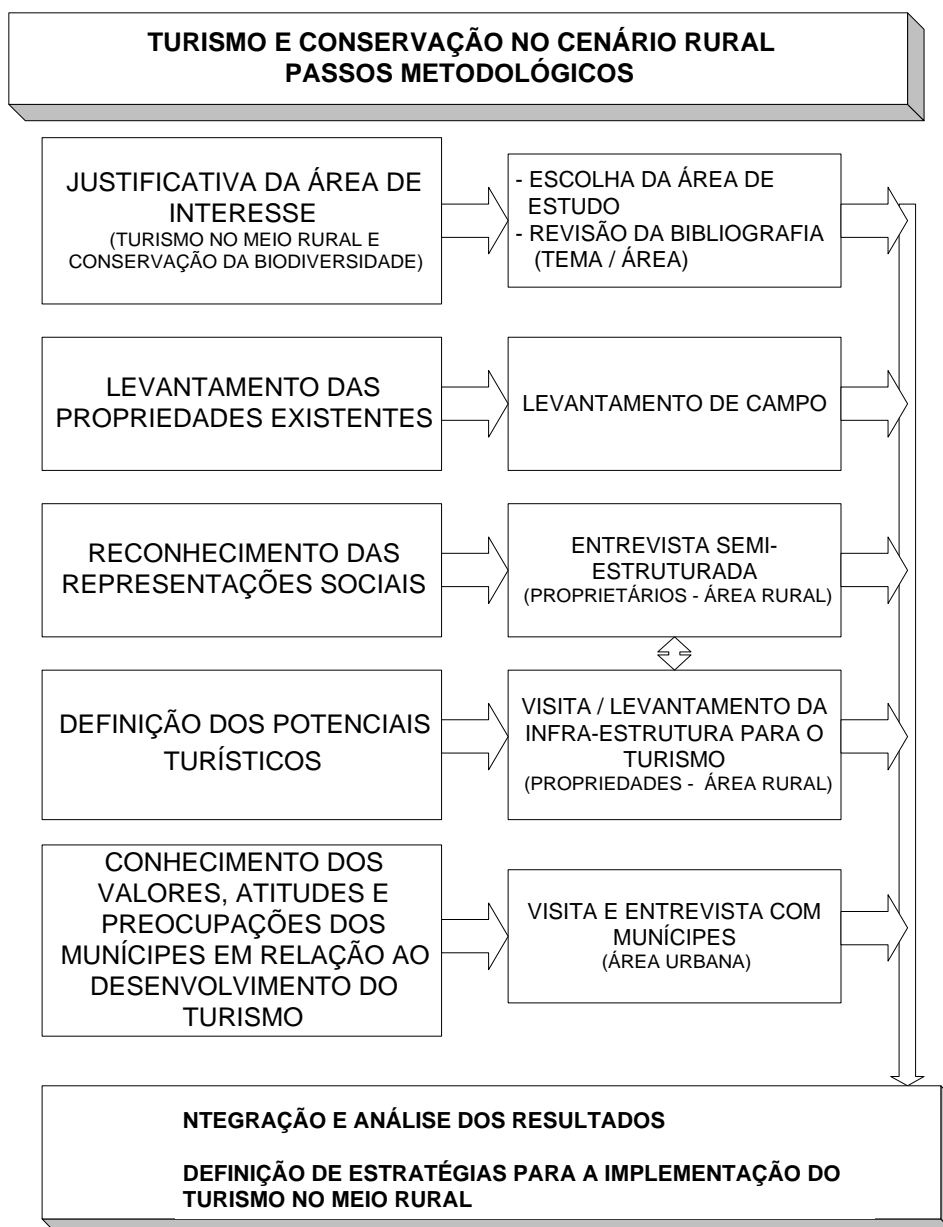 TURISMO E CONSERVAÇÃO NO CENÁRIO RURAL
PASSOS METODOLÓGICOS
JUSTIFICATIVA DA ÁREA DE
INTERESSE
(TURISMO NO MEIO RURAL E
CONSERVAÇÃO DA BIODIVERSIDADE)
- ESCOLHA DA ÁREA DE
ESTUDO
- REVISÃO DA BIBLIOGRAFIA
(TEMA / ÁREA)
LEVANTAMENTO DAS
PROPRIEDADES EXISTENTES
LEVANTAMENTO DE CAMPO
RECONHECIMENTO DAS
REPRESENTAÇÕES SOCIAIS
ENTREVISTA SEMI-
ESTRUTURADA
(PROPRIETÁRIOS - ÁREA RURAL)
DEFINIÇÃO DOS POTENCIAIS
TURÍSTICOS
VISITA / LEVANTAMENTO DA
INFRA-ESTRUTURA PARA O
TURISMO
(PROPRIEDADES - ÁREA RURAL)
CONHECIMENTO DOS
VALORES, ATITUDES E
PREOCUPAÇÕES DOS
MUNÍCIPES EM RELAÇÃO AO
DESENVOLVIMENTO DO
TURISMO
VISITA E ENTREVISTA COM
MUNÍCIPES
(ÁREA URBANA)
NTEGRAÇÃO E ANÁLISE DOS RESULTADOS
DEFINIÇÃO DE ESTRATÉGIAS PARA A IMPLEMENTAÇÃO DO
TURISMO NO MEIO RURAL